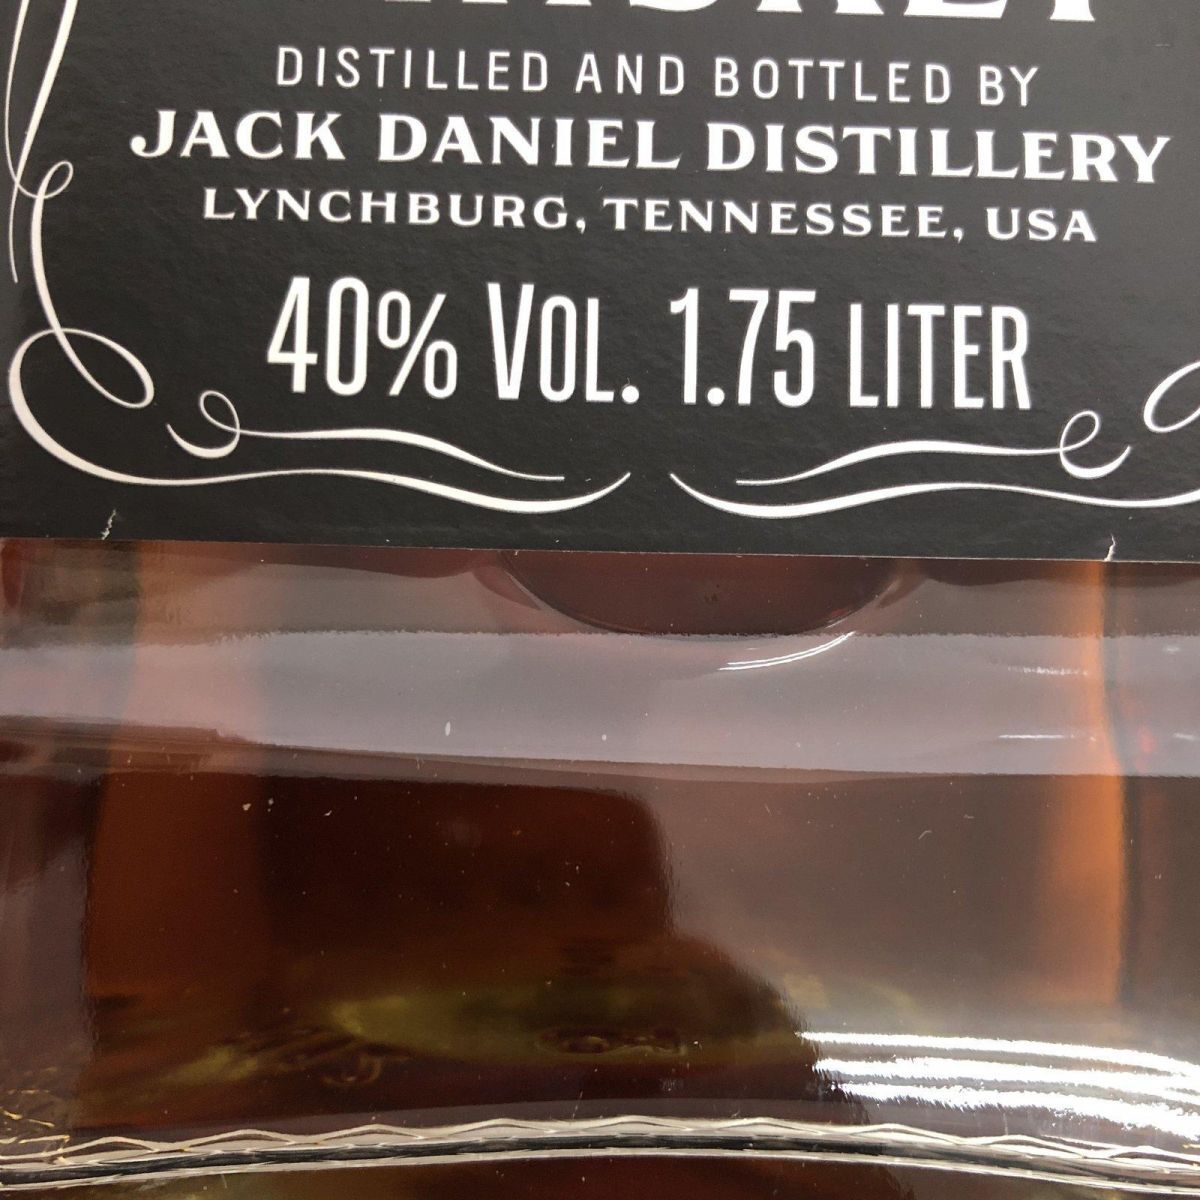 DISTILLED AND BOTTLED BY
JACK DANIEL DISTILLERY
LYNCHBURG, TENNESSEE, USA
40% VOL. 1.75 LITER